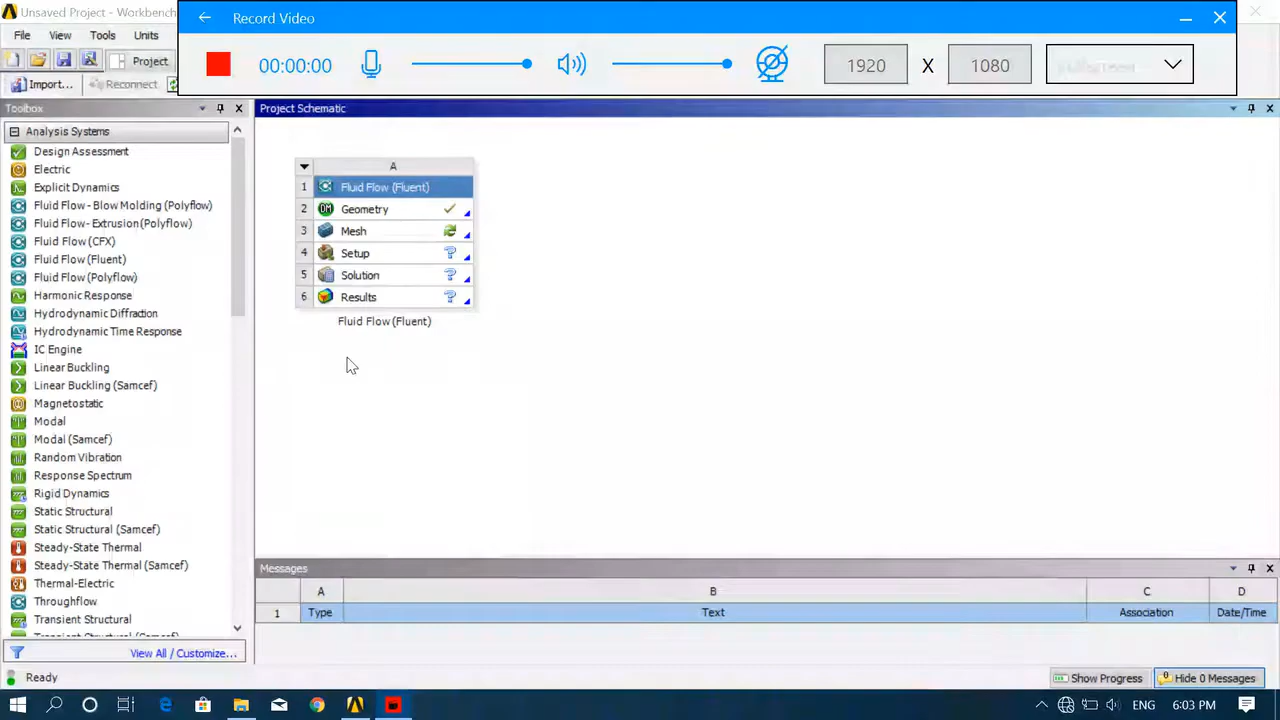 Unsaved Project - Workbench
Record Video
File View Tools Units
00:00:00
1920 X 1080
Project
Import...
Reconnect
Toolbox
Project Schematic
Analysis Systems
Design Assessment
Electric
Explicit Dynamics
Fluid Flow - Blow Molding (Polyflow)
Fluid Flow- Extrusion(Polyflow)
Fluid Flow (CFX)
Fluid Flow (Fluent)
Fluid Flow (Polyflow)
Harmonic Response
Hydrodynamic Diffraction
Hydrodynamic Time Response
IC Engine
Linear Buckling
Linear Buckling (Samcef)
Magnetostatic
Modal
Modal (Samcef)
Random Vibration
Response Spectrum
Rigid Dynamics
Static Structural
Static Structural (Samcef)
Steady-State Thermal
Steady-State Thermal (Samcef)
Thermal-Electric
Throughflow
Transient Structural
View All / Customize...
A
1 Fluid Flow (Fluent)
2 DM Geometry
3 Mesh
4 Setup
5 Solution
6 Results
Fluid Flow (Fluent)
Messages
A B C D
1 Type Text Association Date/Time
Ready
Show Progress
Hide 0 Messages
ENG 6:03 PM